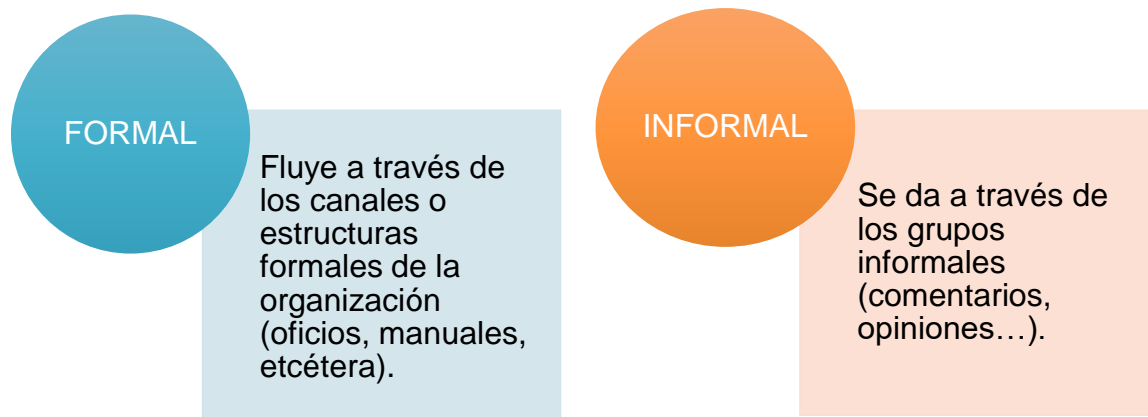 FORMAL
Fluye a través de
los canales o
estructuras
formales de la
organización
(oficios, manuales,
etcétera).
INFORMAL
Se da a través de
los grupos
informales
(comentarios,
opiniones…).